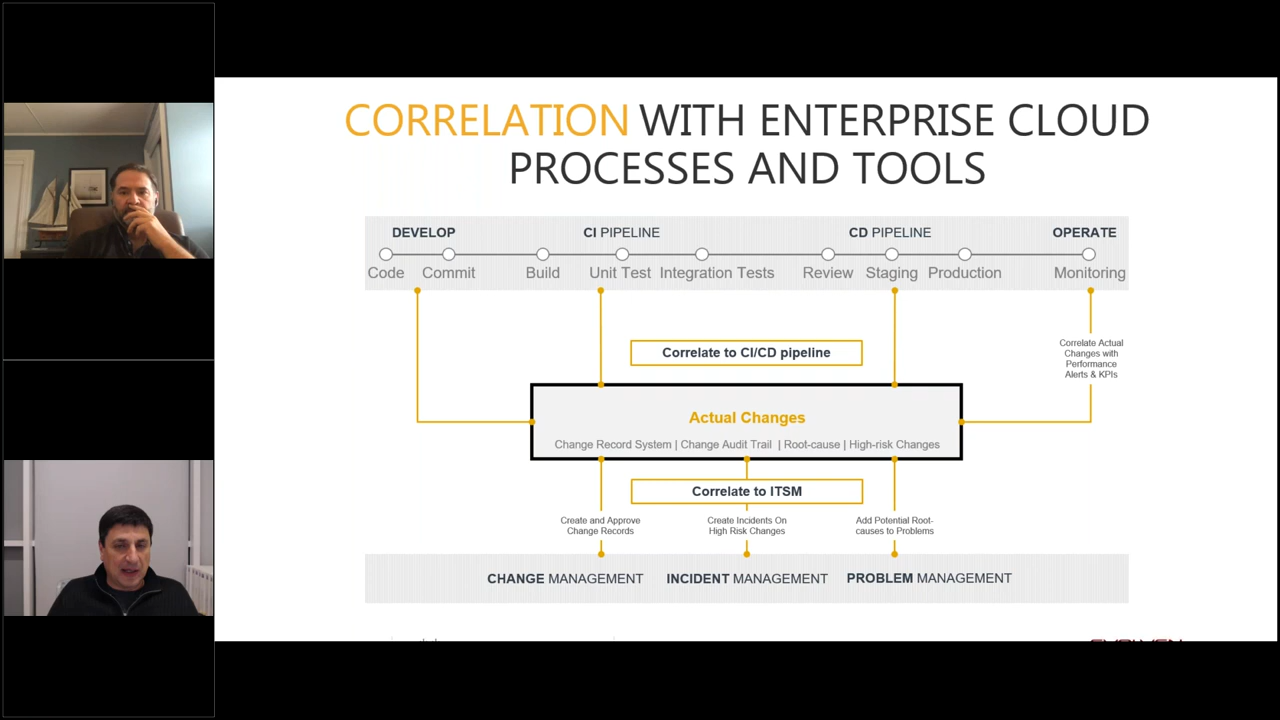 CORRELATION WITH ENTERPRISE CLOUD
PROCESSES AND TOOLS
DEVELOP CI PIPELINE CD PIPELINE OPERATE
Code Commit Build Unit Test Integration Tests Review Staging Production Monitoring
Correlate to CI/CD pipeline
Correlate Actual
Changes with
Performance
Alerts & KPIs
Actual Changes
Change Record System | Change Audit Trail | Root-cause | High-risk Changes
Correlate to ITSM
Create and Approve
Change Records
Create Incidents On
High Risk Changes
Add Potential Root-
causes to Problems
CHANGE MANAGEMENT INCIDENT MANAGEMENT PROBLEM MANAGEMENT